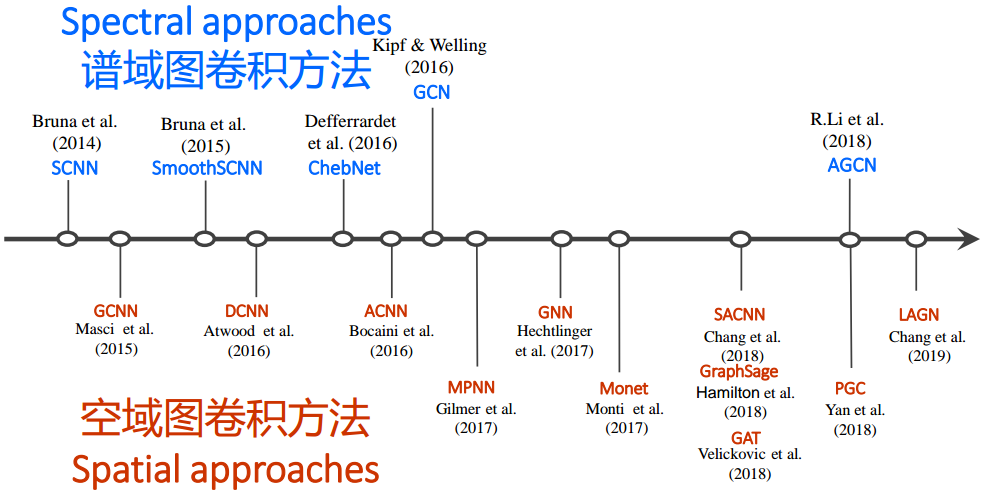 Spectral approaches
谱域图卷积方法
Kipf & Welling
(2016)
GCN
Bruna et al.
(2014)
SCNN
Bruna et al.
(2015)
SmoothSCNN
Defferrardet
et al. (2016)
ChebNet
R.Li et al.
(2018)
AGCN
GCNN
Masci et al.
(2015)
DCNN
Atwood et al.
(2016)
ACNN
Bocaini et al.
(2016)
MPNN
Gilmer et al.
(2017)
GNN
Hechtlinger
et al. (2017)
Monet
Monti et al.
(2017)
SACNN
Chang et al.
(2018)
GraphSage
Hamilton et al.
(2018)
GAT
Velickovic et al.
(2018)
PGC
Yan et al.
(2018)
LAGN
Chang et al.
(2019)
空域图卷积方法
Spatial approaches